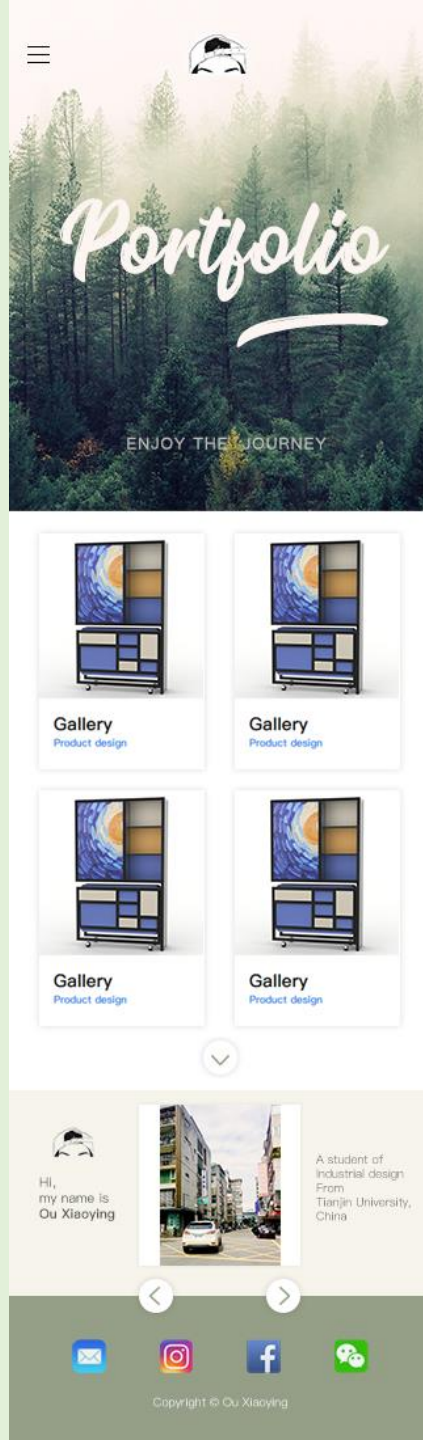 Portfolio
ENJOY THE JOURNEY
Gallery
Product design
Gallery
Product design
Gallery
Product design
Gallery
Product design
Hi,
my name is
Ou Xiaoying
A student of
Industrial design
From
Tianjin University,
China
Copyright © Ou Xiaoying